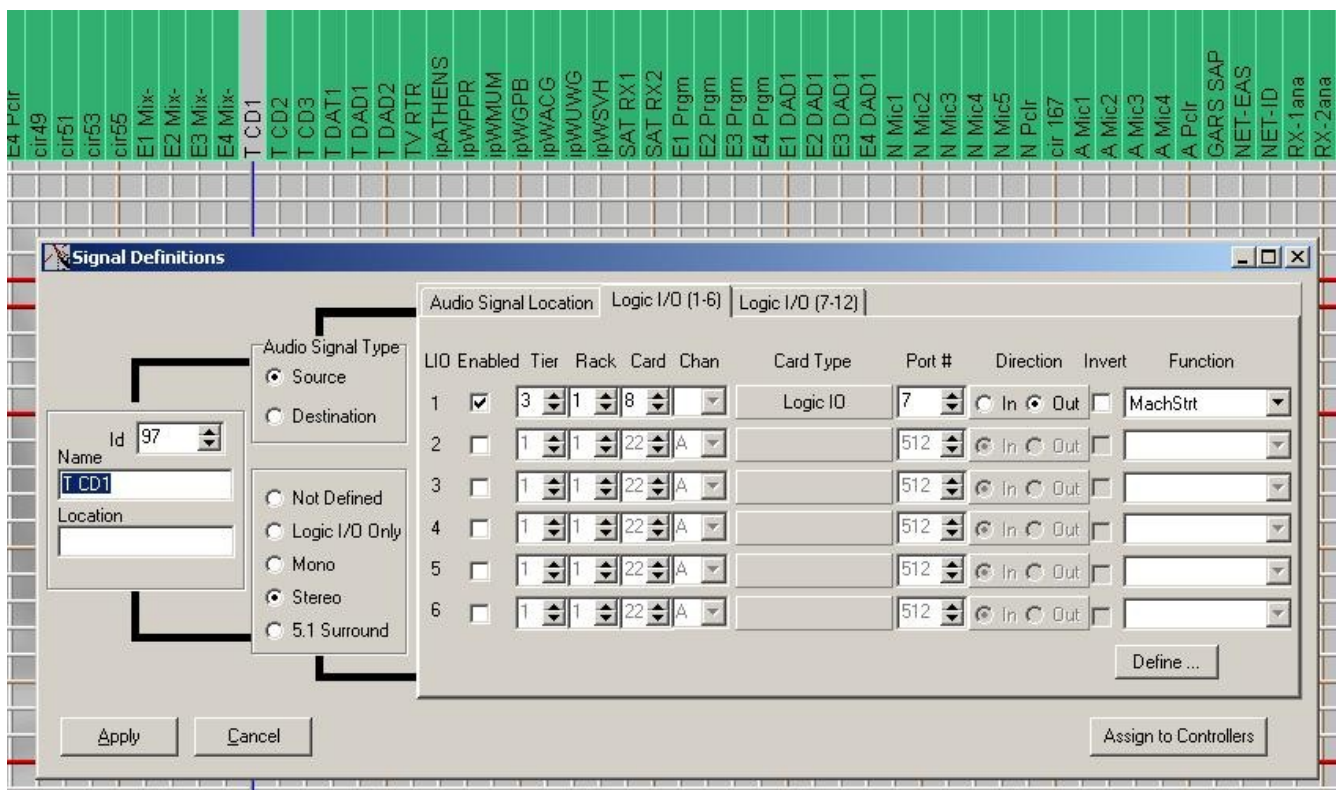 E4 Pclr
cir49
cir51
cir53
cir55
E1 Mix-
E2 Mix-
E3 Mix-
E4 Mix-
T CD1
T CD2
T CD3
T DAT1
T DAD1
T DAD2
TV RTR
ipATHENS
ipWPPR
ipWMUM
ipWGPB
ipWACG
ipWUWG
ipWSVH
SAT RX1
SAT RX2
E1 Prgm
E2 Prgm
E3 Prgm
E4 Prgm
E1 DAD1
E2 DAD1
E3 DAD1
E4 DAD1
N Mic1
N Mic2
N Mic3
N Mic4
N Mic5
N Pclr
cir 167
A Mic1
A Mic2
A Mic3
A Mic4
A Pclr
GARS SAP
NET-EAS
NET-ID
RX-1ana
RX-2ana
Signal Definitions
Id 97
Name
T CD1
Location
Audio Signal Type
Source
Destination
Not Defined
Logic I/O Only
Mono
Stereo
5.1 Surround
Audio Signal Location Logic I/O (1-6) Logic I/O (7-12)
LIO Enabled Tier Rack Card Chan Card Type Port # Direction Invert Function
1 3 1 8 Logic IO 7 In Out MachStrt
2 1 1 22 A 512 In Out
3 1 1 22 A 512 In Out
4 1 1 22 A 512 In Out
5 1 1 22 A 512 In Out
6 1 1 22 A 512 In Out
Define ...
Apply Cancel Assign to Controllers